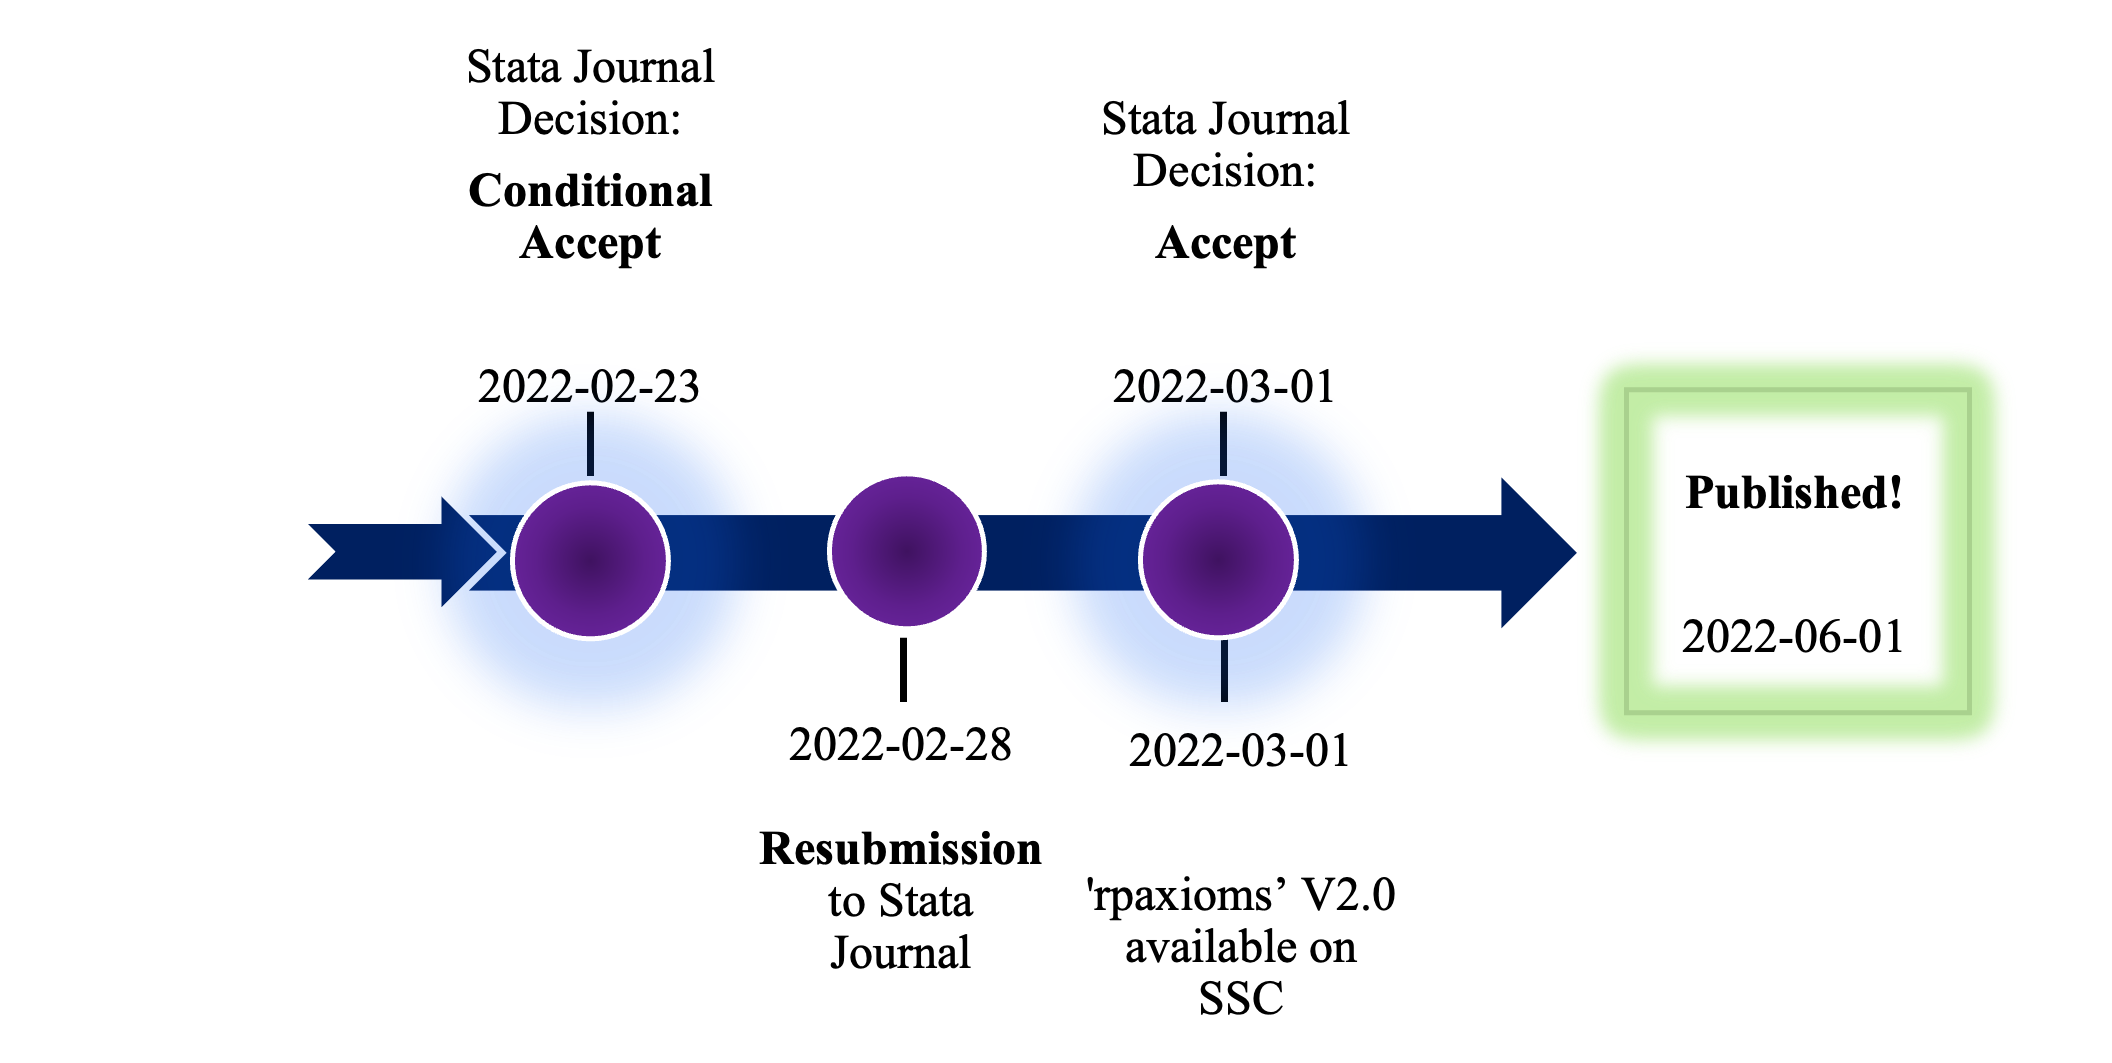 Stata Journal
Decision:
Conditional
Accept
2022-02-23
2022-02-28
Resubmission
to Stata
Journal
Stata Journal
Decision:
Accept
2022-03-01
2022-03-01
'rpaxioms’ V2.0
available on
SSC
Published!
2022-06-01